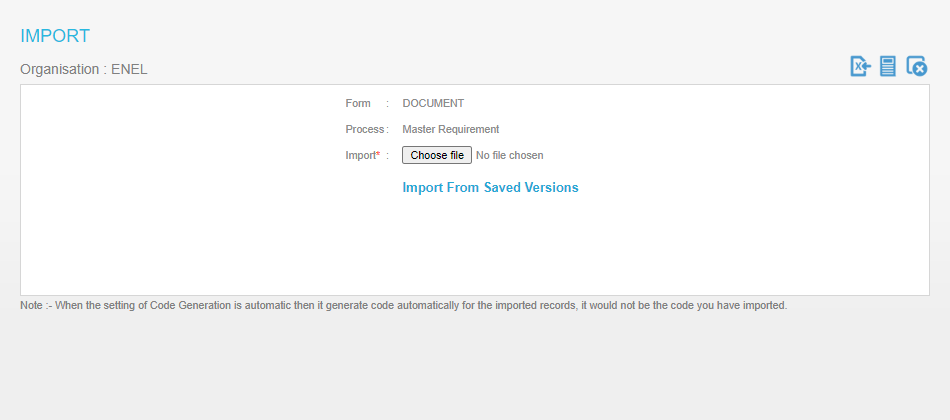 IMPORT
Organisation : ENEL
Form : DOCUMENT
Process : Master Requirement
Import* : Choose file No file chosen
Import From Saved Versions
Note :- When the setting of Code Generation is automatic then it generate code automatically for the imported records, it would not be the code you have imported.